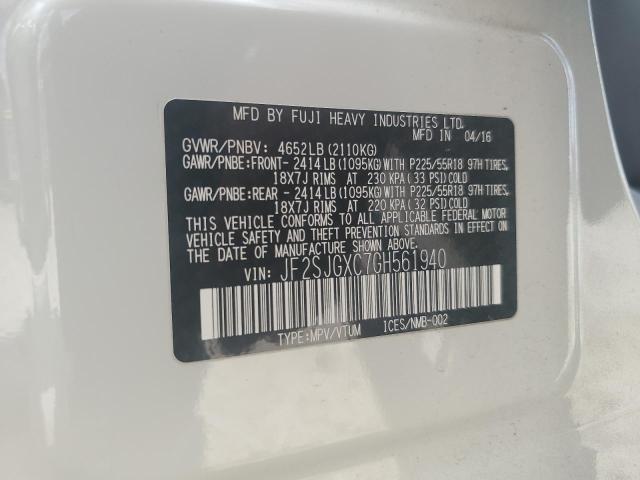 MFD BY FUJI HEAVY INDUSTRIES LTD.
MFD IN 04/16
GVWR/PNBV: 4652LB(2110KG)
GAWR/PNBE:FRONT- 2414LB(1095KG)WITH P225/55R18 97H TIRES,
18X7J RIMS AT 230 KPA(33 PSI)COLD
GAWR/PNBE:REAR - 2414LB(1095KG)WITH P225/55R18 97H TIRES,
18X7J RIMS AT 220 KPA(32 PSI)COLD
THIS VEHICLE CONFORMS TO ALL APPLICABLE FEDERAL MOTOR
VEHICLE SAFETY AND THEFT PREVENTION STANDARDS IN EFFECT ON
THE DATE OF MANUFACTURE SHOWN ABOVE.
VIN: JF2SJGXC7GH561940
TYPE:MPV/VTUM ICES/NMB-002